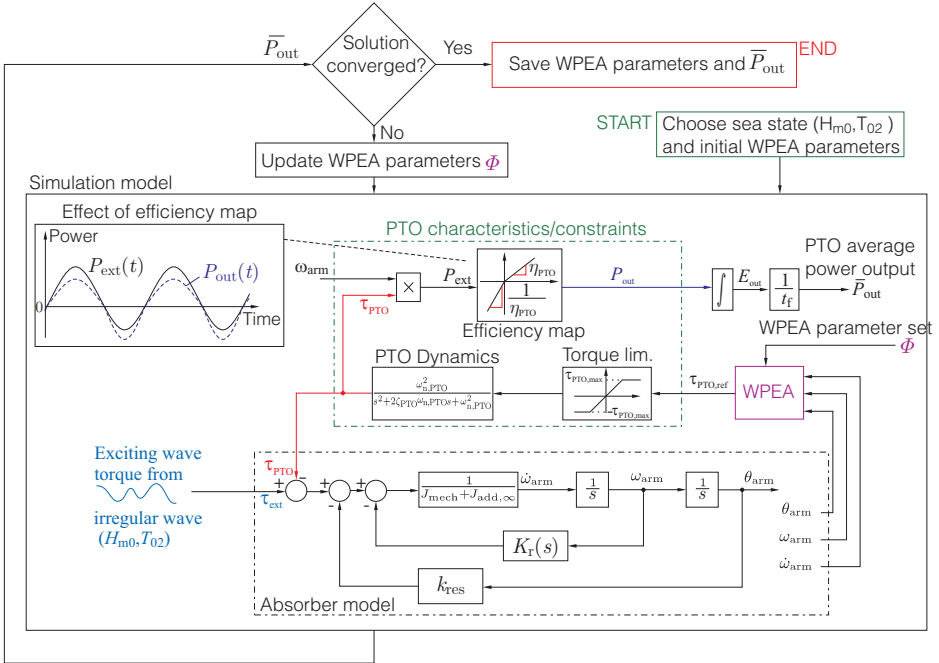 P̅out
Solution
converged?
Yes
Save WPEA parameters and P̅out
END
No
Update WPEA parameters Φ
START
Choose sea state (Hm0,T02 )
and initial WPEA parameters
Simulation model
Effect of efficiency map
Power
Pext(t)
Pout(t)
0
Time
PTO characteristics/constraints
ωarm
τPTO
×
Pext
ηPTO
1/ηPTO
Efficiency map
Pout
∫
Eout
1/tf
PTO average
power output
P̅out
WPEA parameter set
Φ
PTO Dynamics
ω²n,PTO/(s²+2ζPTOωn,PTOs+ω²n,PTO)
Torque lim.
τPTO,max
-τPTO,max
τPTO,ref
WPEA
Exciting wave
torque from
irregular wave
(Hm0,T02)
τPTO
τext
+
−
+
-
+
-
1/(Jmech+Jadd,∞)
ω̇arm
1/s
ωarm
1/s
θarm
θarm
ωarm
ω̇arm
Kr(s)
kres
Absorber model